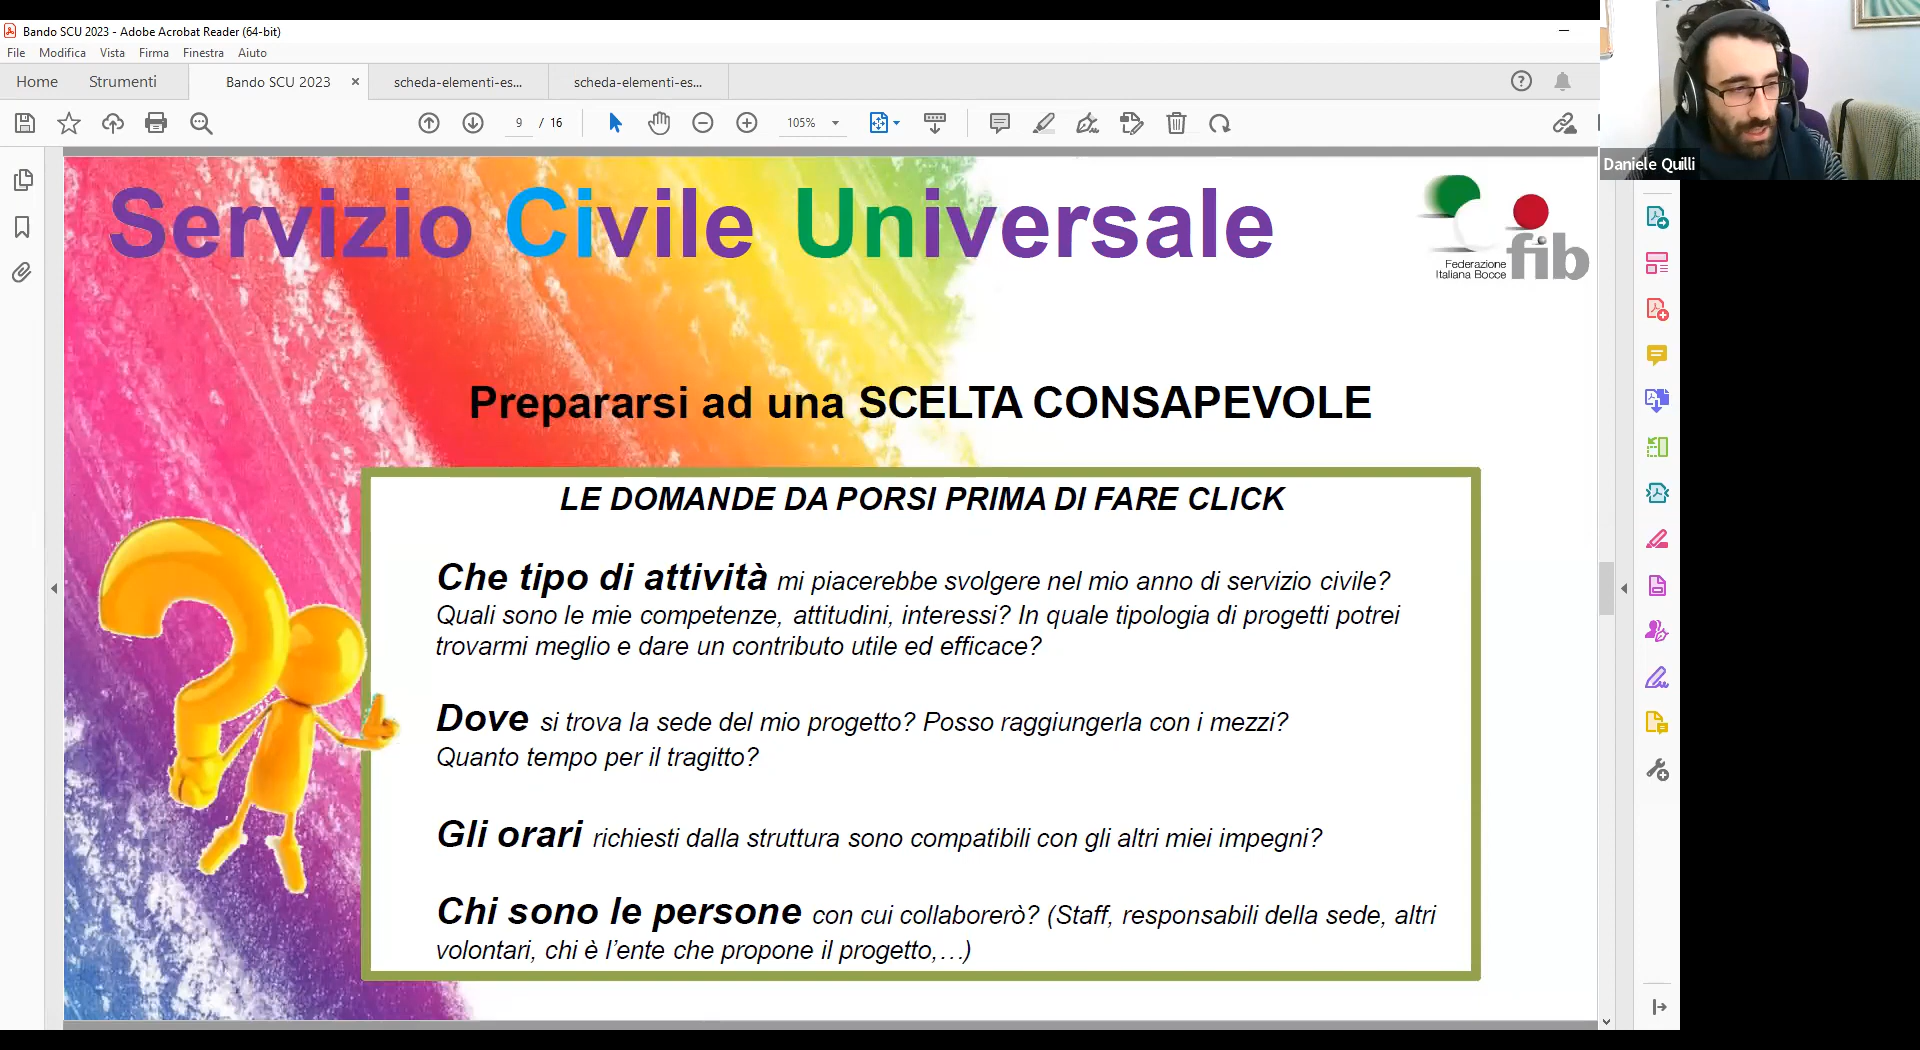 Bando SCU 2023 - Adobe Acrobat Reader (64-bit)
File Modifica Vista Firma Finestra Aiuto
Home Strumenti Bando SCU 2023 × scheda-elementi-es... scheda-elementi-es...
9 / 16 105%
Daniele Quilli
Servizio Civile Universale
Federazione
Italiana Bocce
fib
Prepararsi ad una SCELTA CONSAPEVOLE
LE DOMANDE DA PORSI PRIMA DI FARE CLICK
Che tipo di attività mi piacerebbe svolgere nel mio anno di servizio civile?
Quali sono le mie competenze, attitudini, interessi? In quale tipologia di progetti potrei
trovarmi meglio e dare un contributo utile ed efficace?
Dove si trova la sede del mio progetto? Posso raggiungerla con i mezzi?
Quanto tempo per il tragitto?
Gli orari richiesti dalla struttura sono compatibili con gli altri miei impegni?
Chi sono le persone con cui collaborerò? (Staff, responsabili della sede, altri
volontari, chi è l'ente che propone il progetto,...)